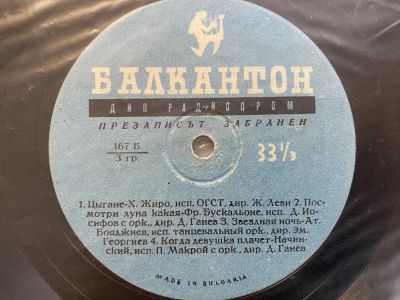 БАЛКАНТОН
ДИП РАДИОПРОМ
ПРЕЗАПИСЪТ ЗАБРАНЕН
167 Б
3 гр.
33 1/3
1. Цыгане-Х. Жиро, исп. ОГСТ, дир. Ж. Леви 2. Пос-
мотри луна какая-Фр. Бускальоне, исп. Д. Ио-
сифов с орк., дир. Д. Ганев 3. Звездная ночь-Ат.
Бояджиев, исп. танцевальный орк., дир. Эм.
Георгиев 4. Когда девушка плачет-Начин-
ский, исп. П. Макрой с орк., дир. Д. Ганев
MADE IN BULGARIA